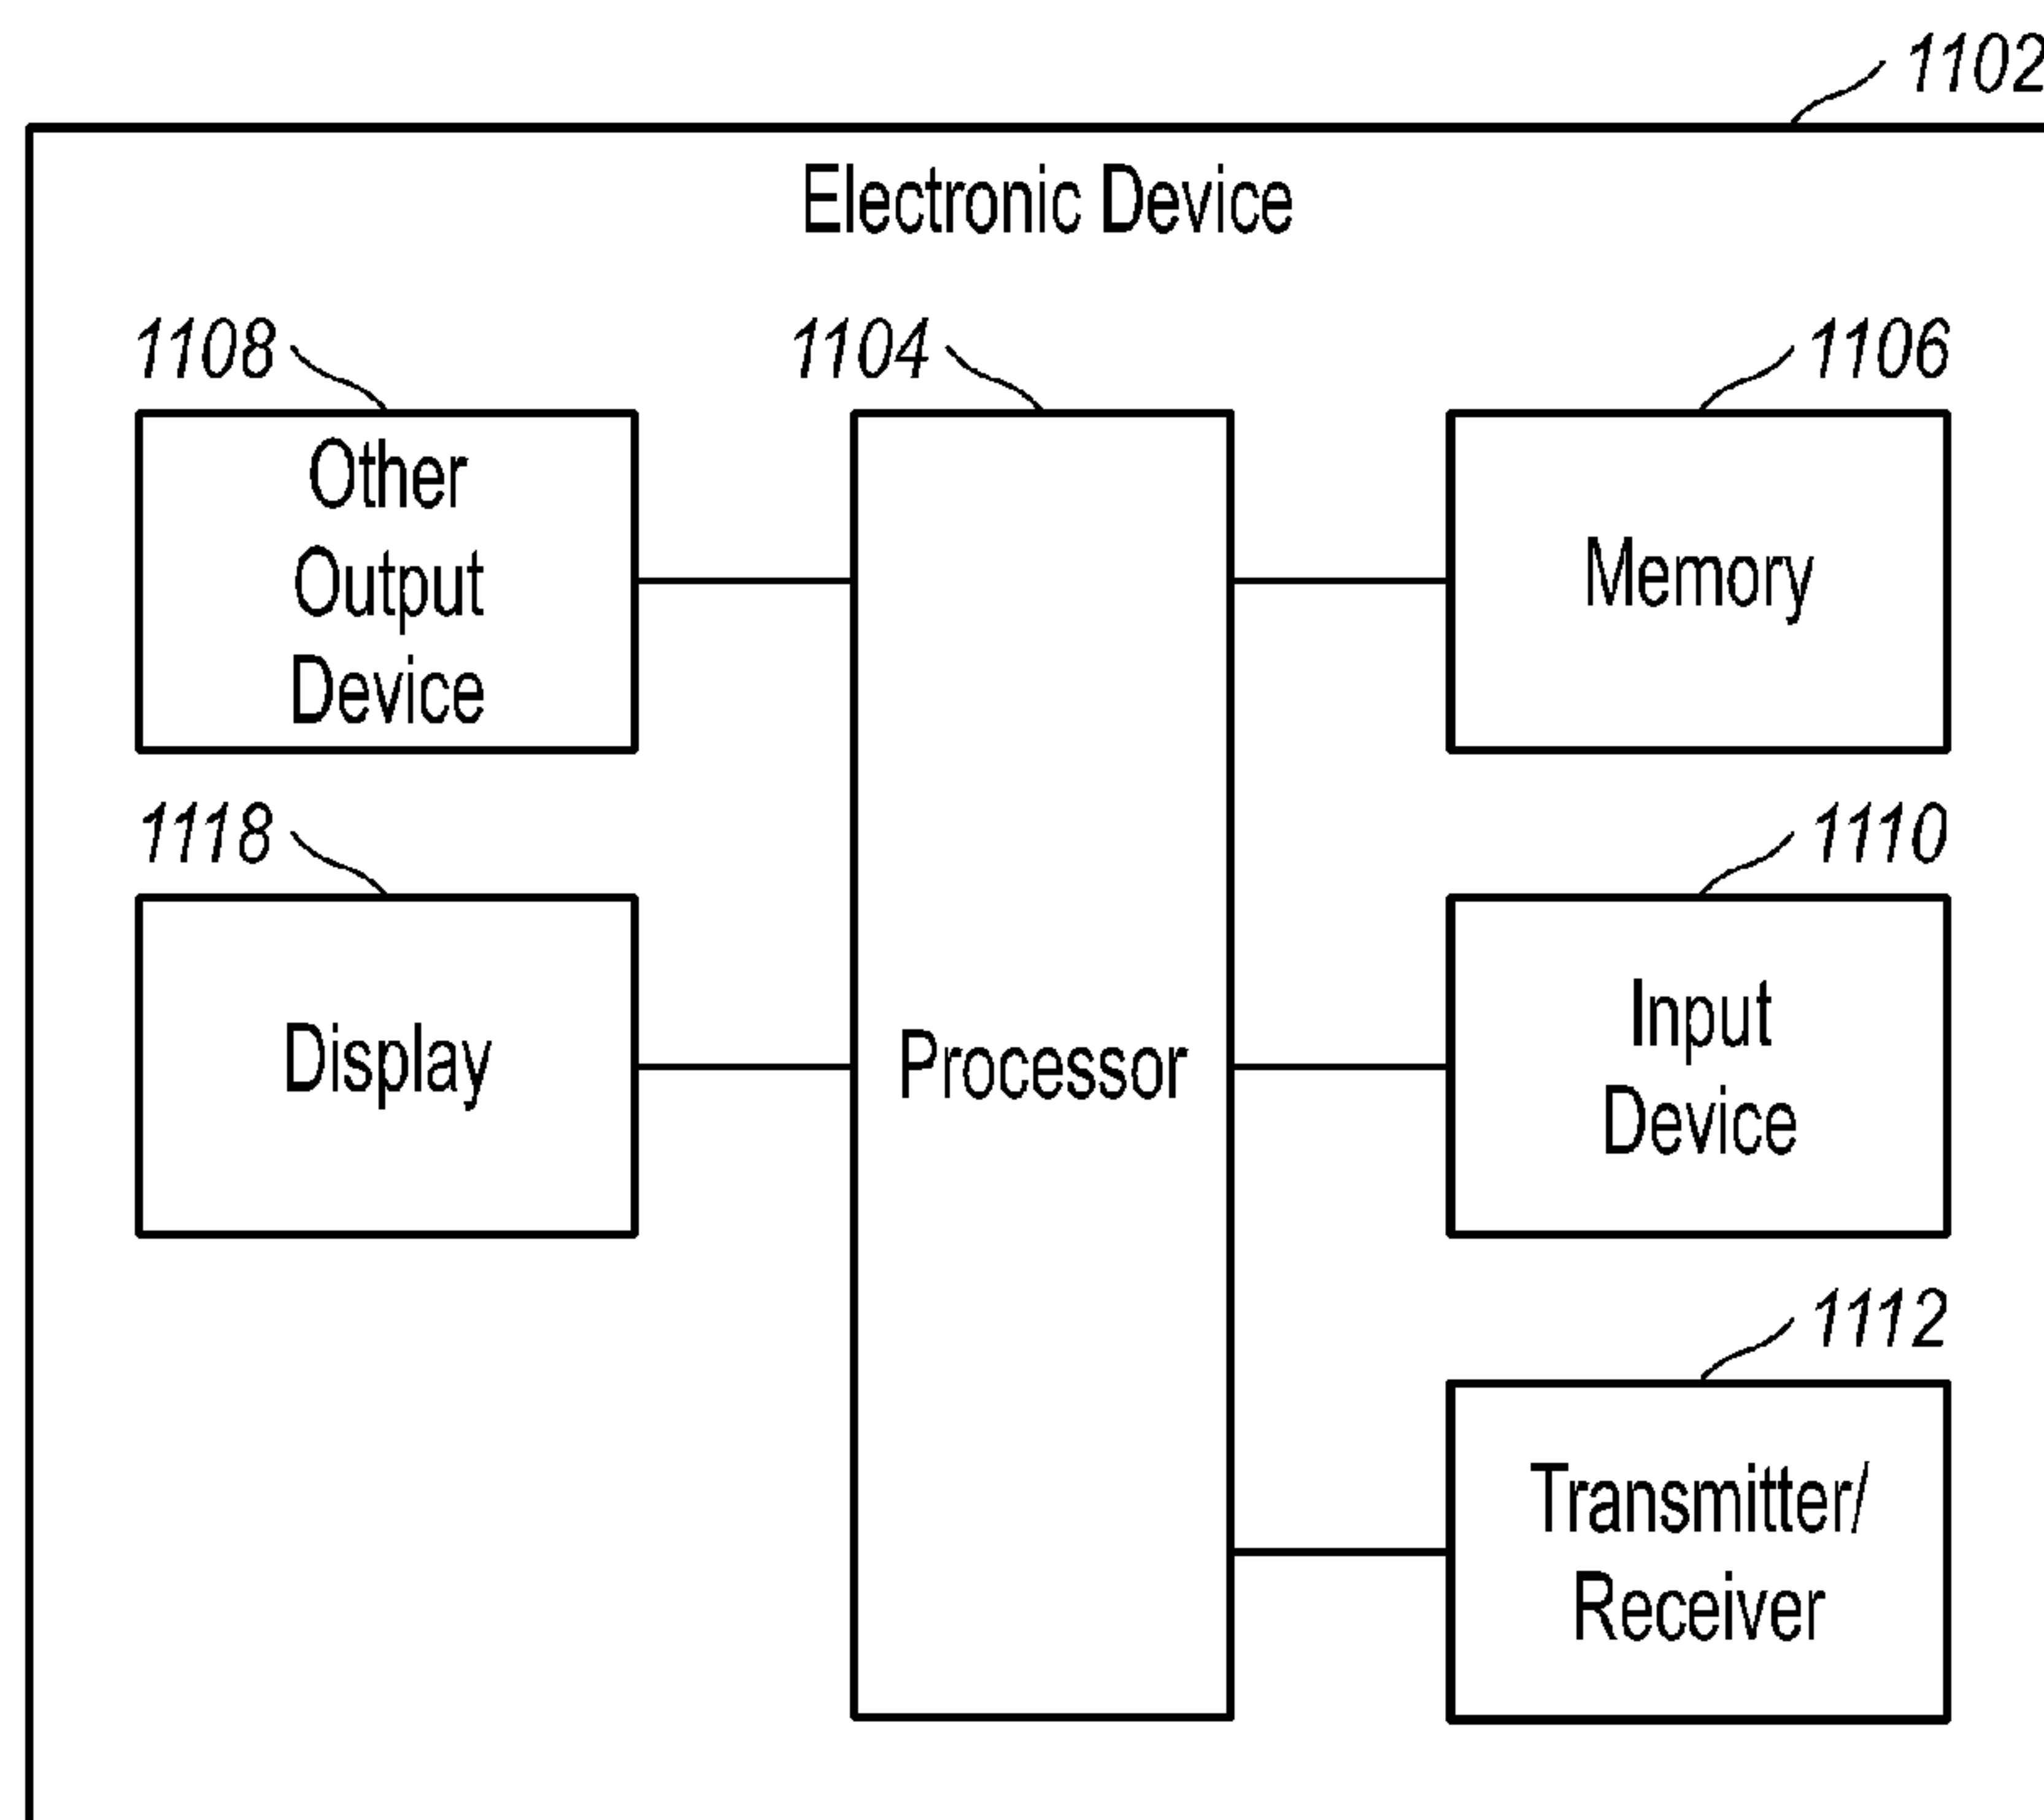 1102
Electronic Device
1108
1104
1106
Other
Output
Device
Memory
1118
1110
Display
Processor
Input
Device
1112
Transmitter/
Receiver